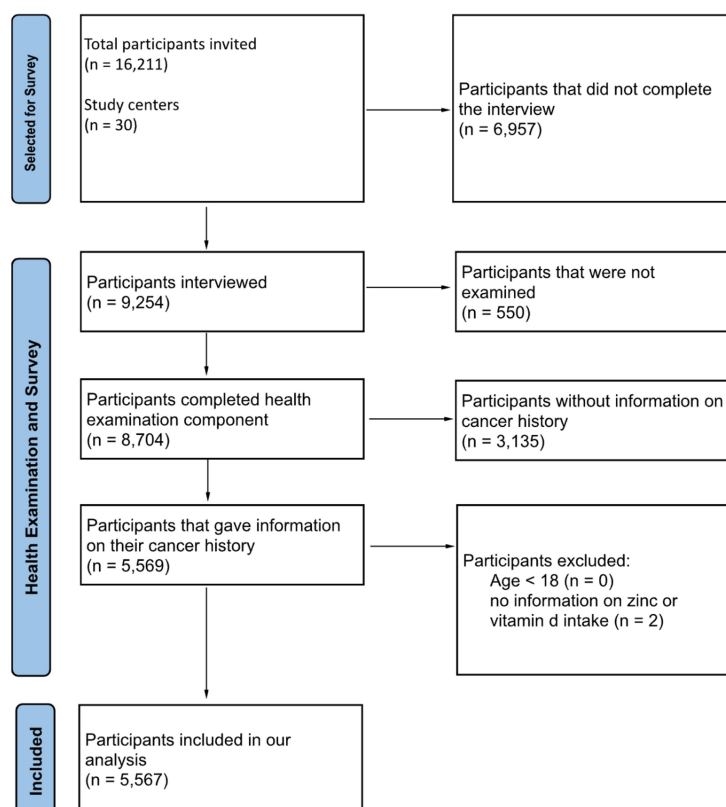 Selected for Survey
Total participants invited
(n = 16,211)
Study centers
(n = 30)
Participants that did not complete
the interview
(n = 6,957)
Health Examination and Survey
Participants interviewed
(n = 9,254)
Participants that were not
examined
(n = 550)
Participants completed health
examination component
(n = 8,704)
Participants without information on
cancer history
(n = 3,135)
Participants that gave information
on their cancer history
(n = 5,569)
Participants excluded:
Age < 18 (n = 0)
no information on zinc or
vitamin d intake (n = 2)
Included
Participants included in our
analysis
(n = 5,567)